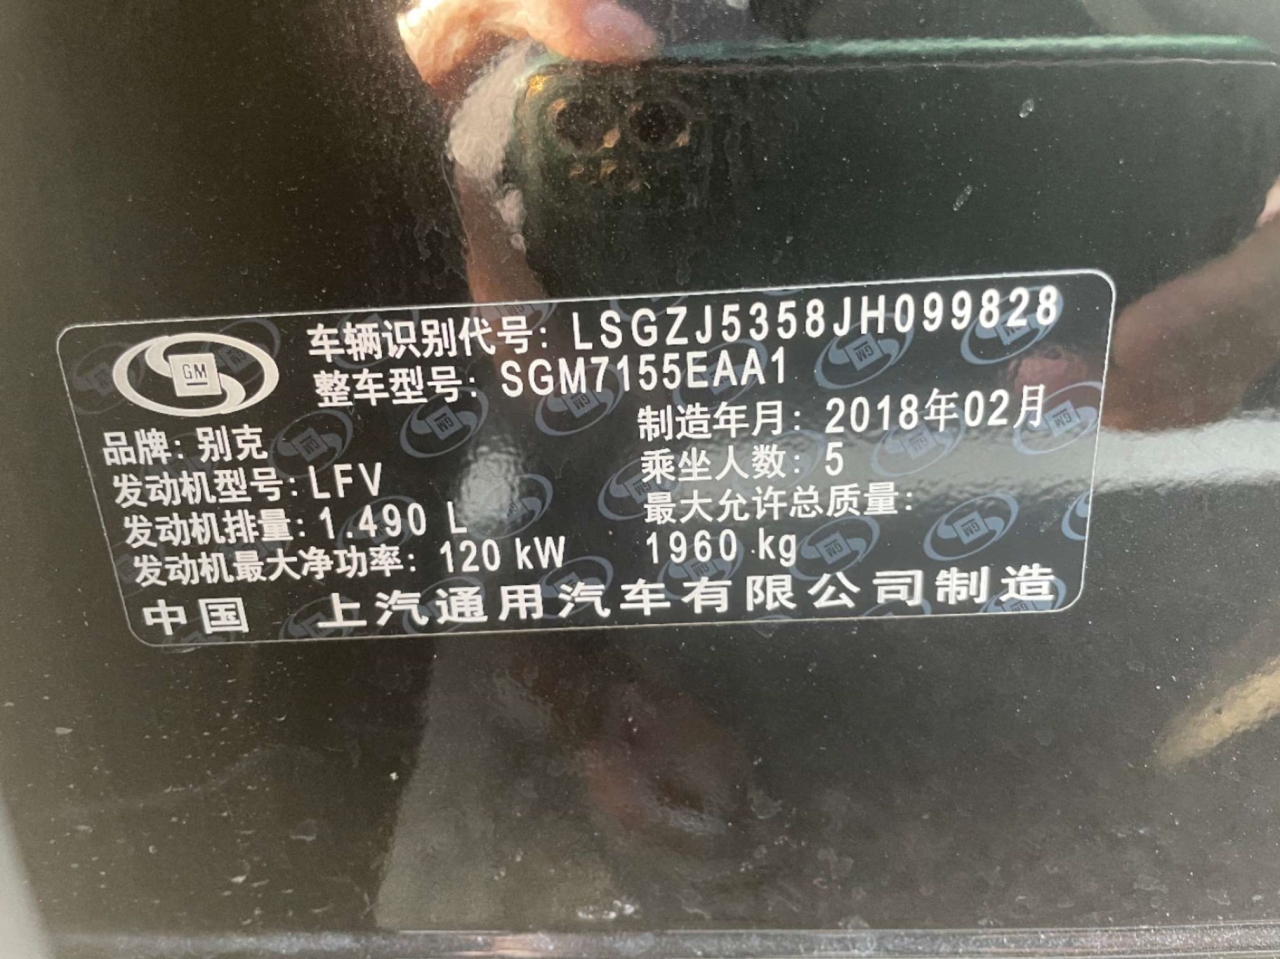 车辆识别代号: LSGZJ5358JH099828
整车型号: SGM7155EAA1
GM
品牌: 别克
制造年月: 2018年02月
发动机型号: LFV
乘坐人数: 5
发动机排量: 1.490 L
最大允许总质量:
发动机最大净功率: 120 kW
1960 kg
中国 上汽通用汽车有限公司制造